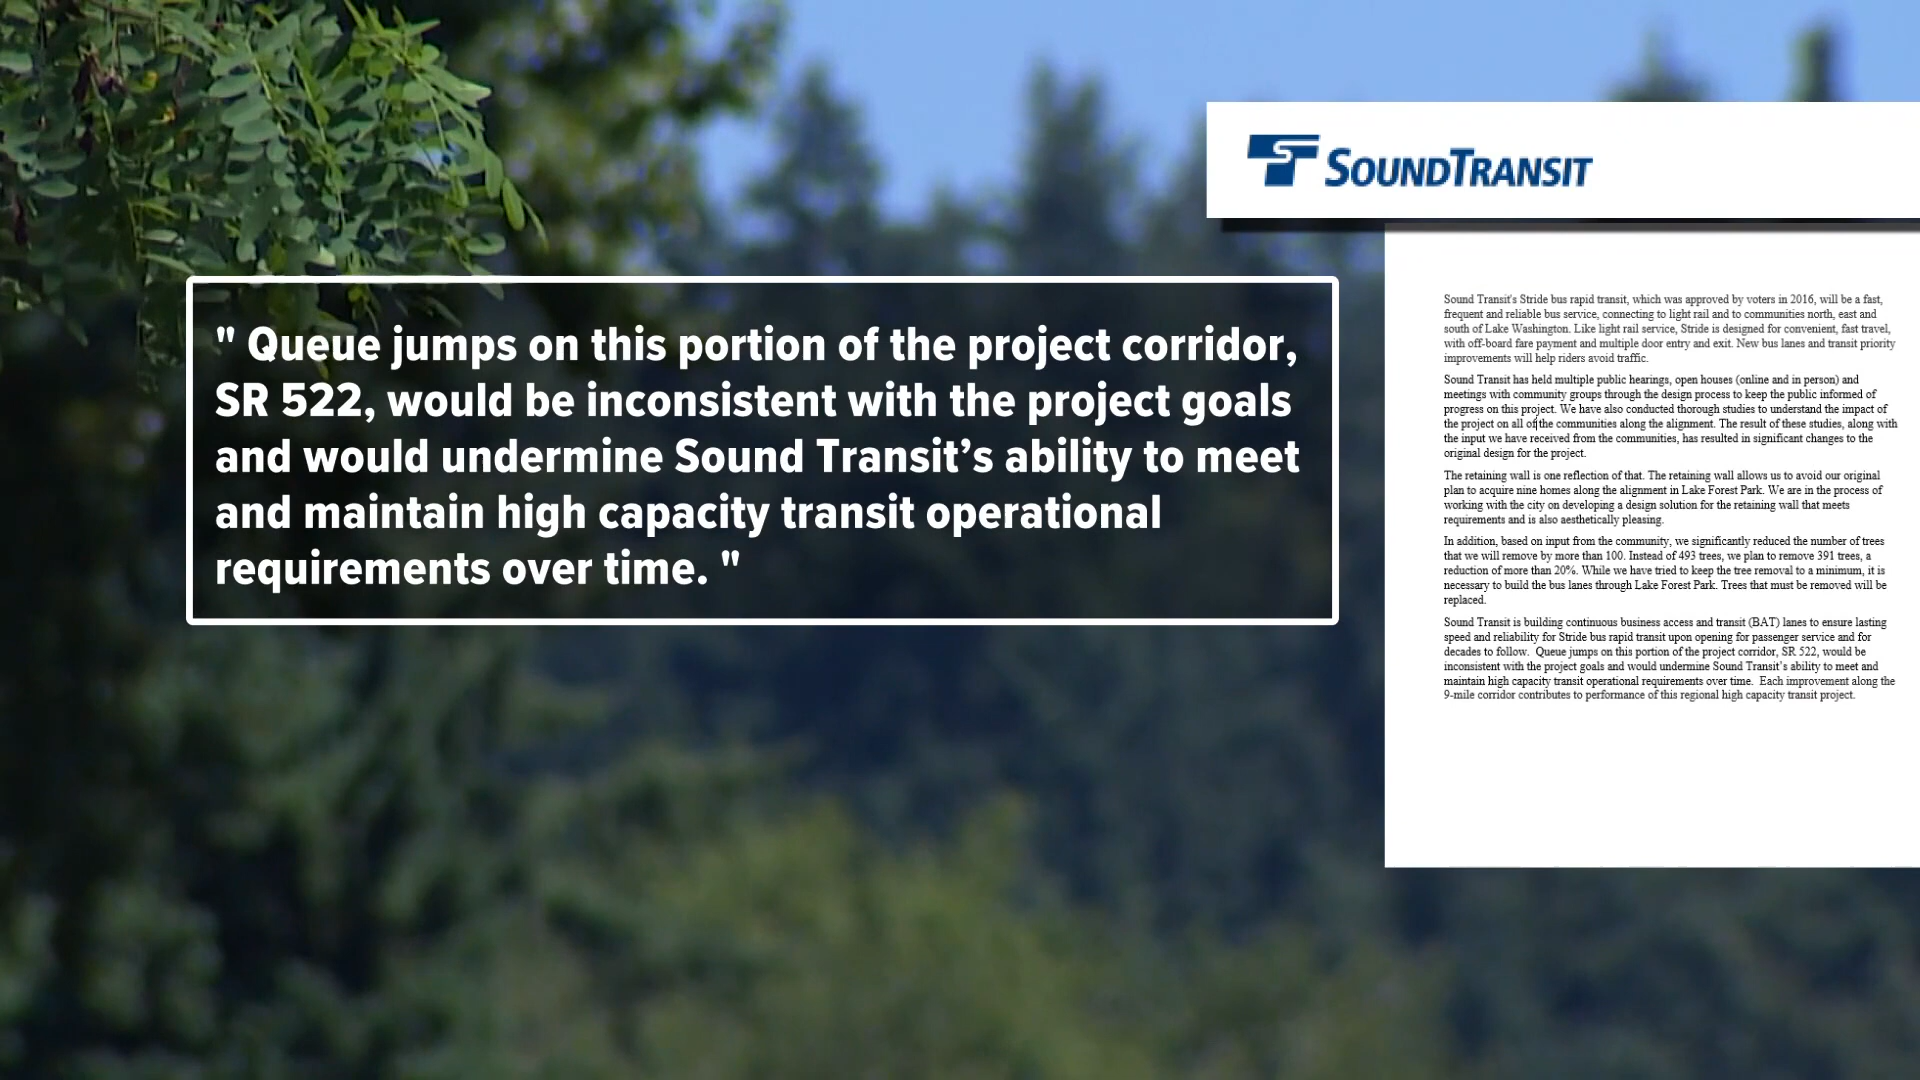 " Queue jumps on this portion of the project corridor,
SR 522, would be inconsistent with the project goals
and would undermine Sound Transit’s ability to meet
and maintain high capacity transit operational
requirements over time. "
SOUNDTRANSIT
Sound Transit's Stride bus rapid transit, which was approved by voters in 2016, will be a fast,
frequent and reliable bus service, connecting to light rail and to communities north, east and
south of Lake Washington. Like light rail service, Stride is designed for convenient, fast travel,
with off-board fare payment and multiple door entry and exit. New bus lanes and transit priority
improvements will help riders avoid traffic.
Sound Transit has held multiple public hearings, open houses (online and in person) and
meetings with community groups through the design process to keep the public informed of
progress on this project. We have also conducted thorough studies to understand the impact of
the project on all of the communities along the alignment. The result of these studies, along with
the input we have received from the communities, has resulted in significant changes to the
original design for the project.
The retaining wall is one reflection of that. The retaining wall allows us to avoid our original
plan to acquire nine homes along the alignment in Lake Forest Park. We are in the process of
working with the city on developing a design solution for the retaining wall that meets
requirements and is also aesthetically pleasing.
In addition, based on input from the community, we significantly reduced the number of trees
that we will remove by more than 100. Instead of 493 trees, we plan to remove 391 trees, a
reduction of more than 20%. While we have tried to keep the tree removal to a minimum, it is
necessary to build the bus lanes through Lake Forest Park. Trees that must be removed will be
replaced.
Sound Transit is building continuous business access and transit (BAT) lanes to ensure lasting
speed and reliability for Stride bus rapid transit upon opening for passenger service and for
decades to follow. Queue jumps on this portion of the project corridor, SR 522, would be
inconsistent with the project goals and would undermine Sound Transit's ability to meet and
maintain high capacity transit operational requirements over time. Each improvement along the
9-mile corridor contributes to performance of this regional high capacity transit project.